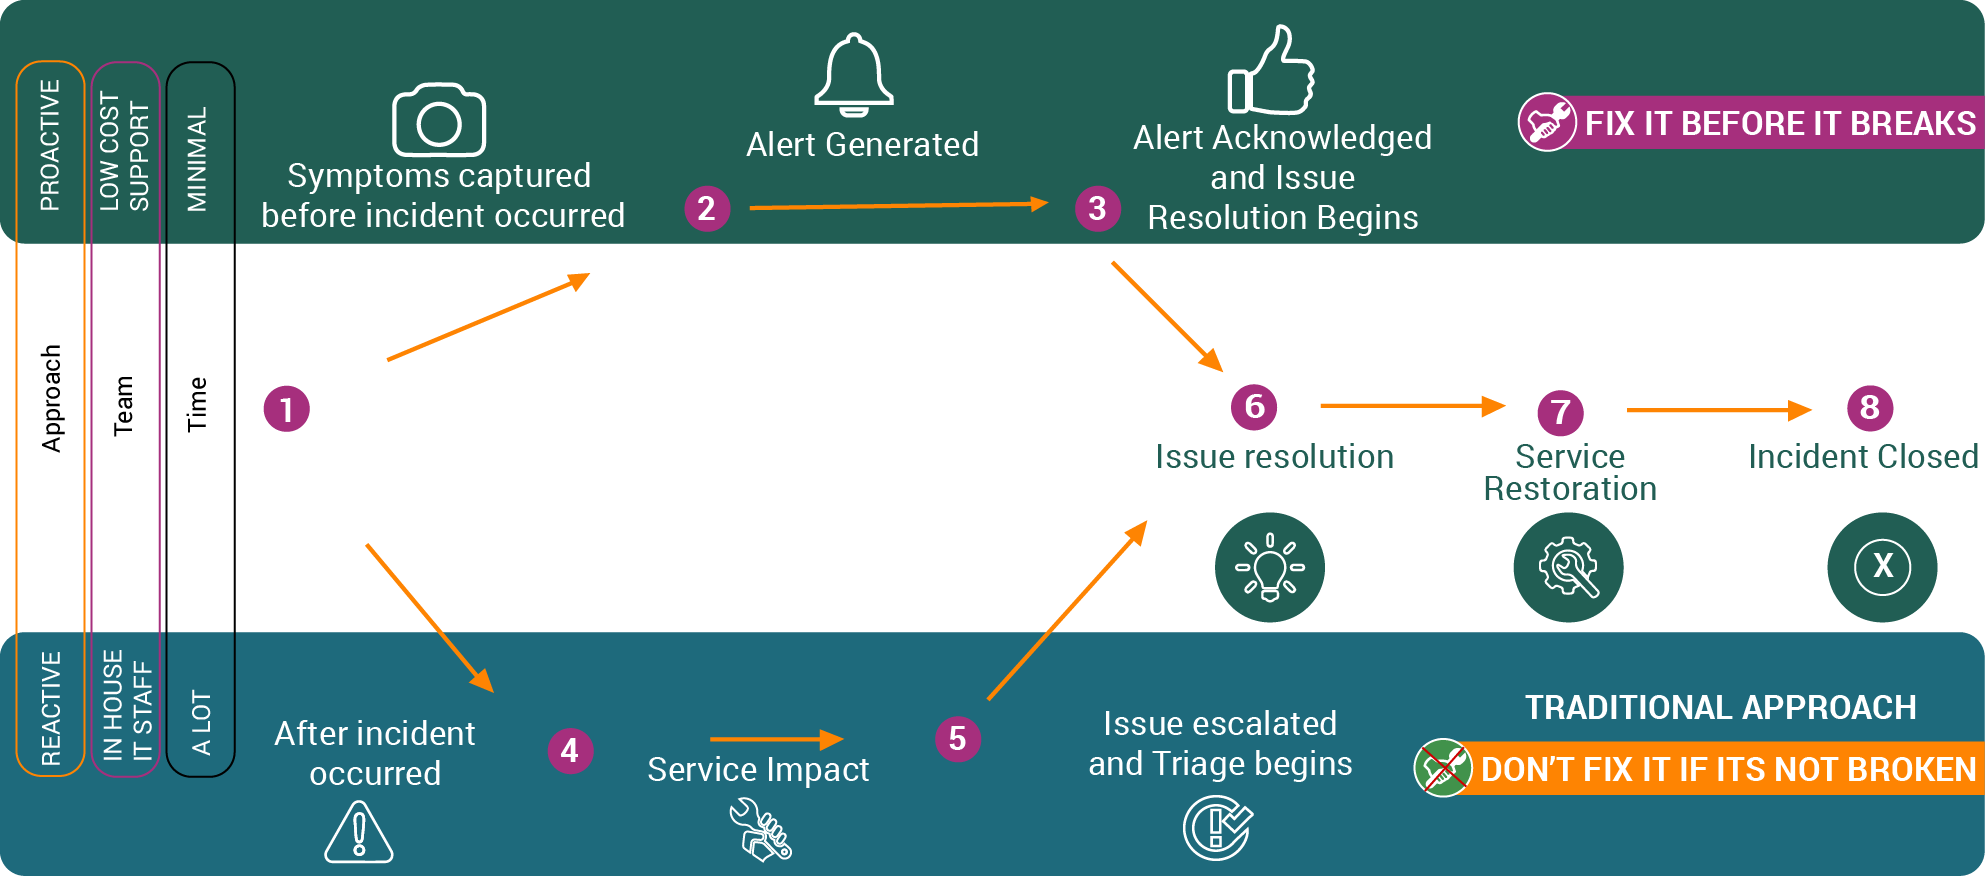 PROACTIVE
LOW COST
SUPPORT
MINIMAL
Approach
Team
Time
REACTIVE
IN HOUSE
IT STAFF
A LOT
Symptoms captured
before incident occurred
Alert Generated
2
3
Alert Acknowledged
and Issue
Resolution Begins
FIX IT BEFORE IT BREAKS
1
6
Issue resolution
7
Service
Restoration
8
Incident Closed
X
After incident
occurred
4
Service Impact
5
Issue escalated
and Triage begins
TRADITIONAL APPROACH
DON'T FIX IT IF ITS NOT BROKEN